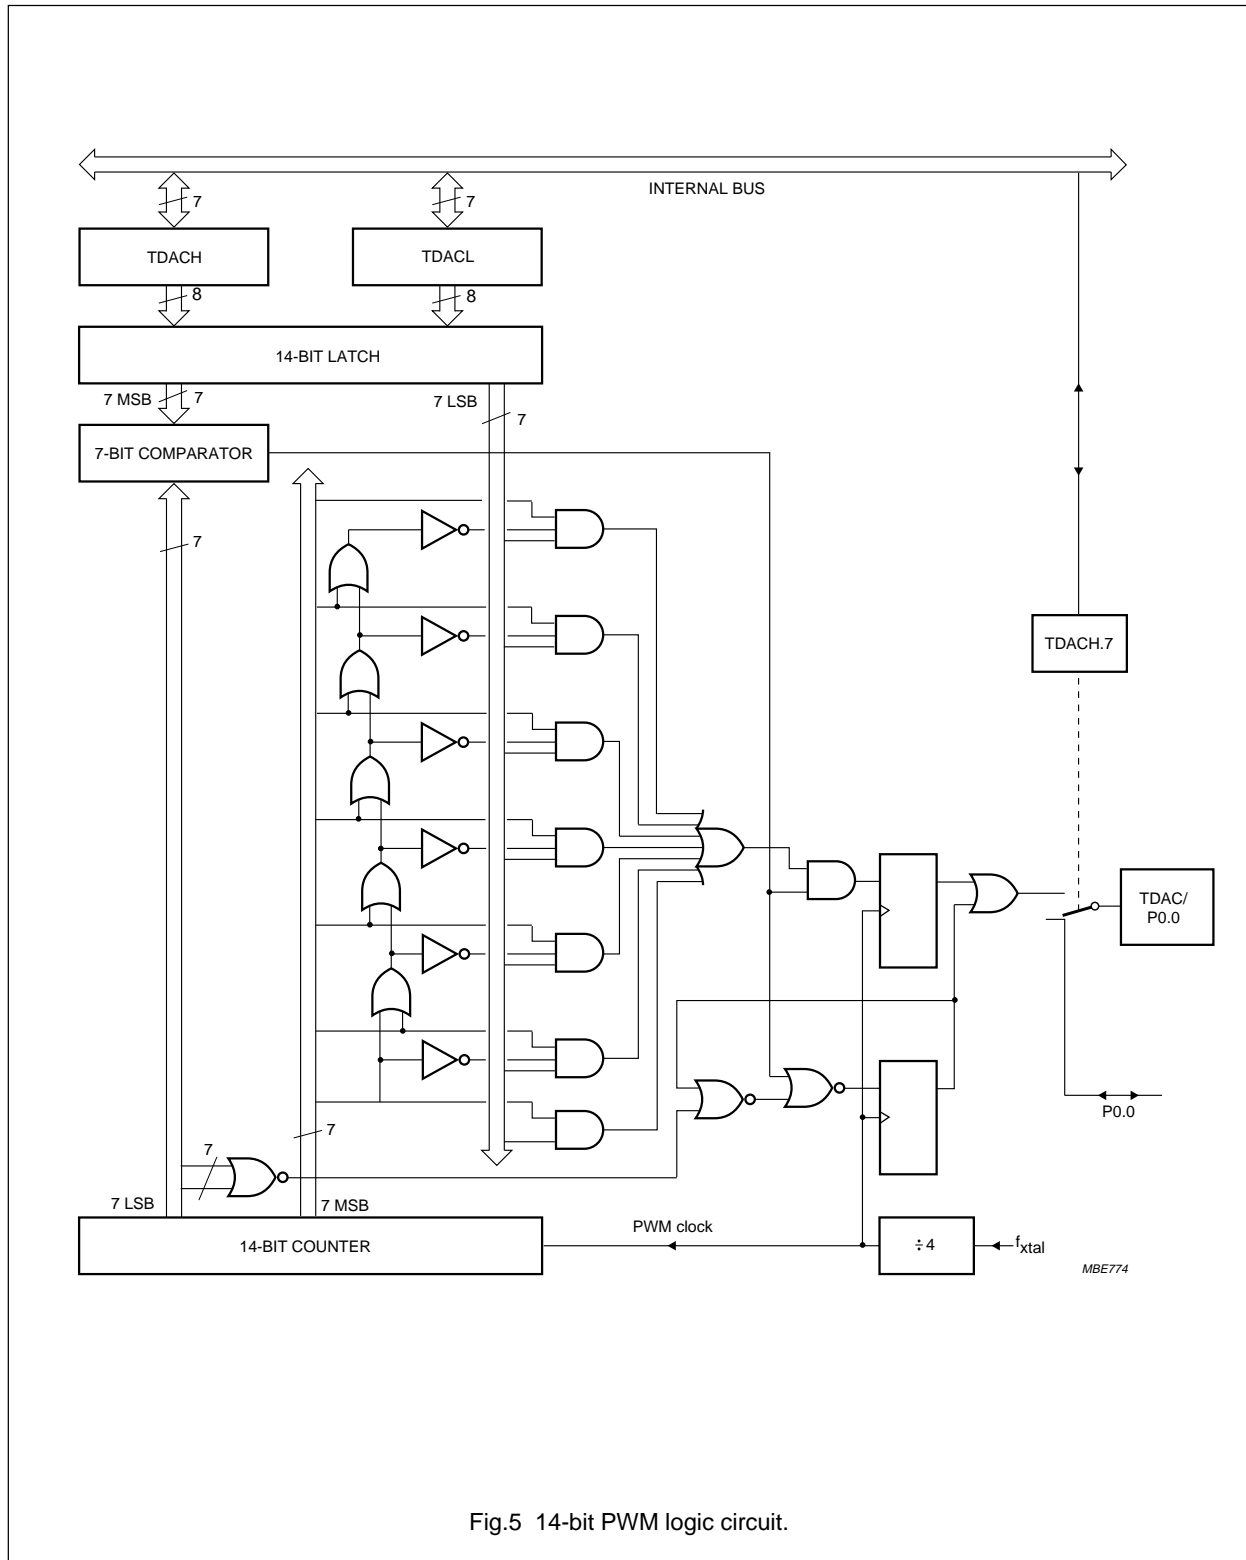 INTERNAL BUS
7
7
TDACH
TDACL
8
8
14-BIT LATCH
7 MSB
7
7 LSB
7
7-BIT COMPARATOR
7
TDACH.7
TDAC/
P0.0
P0.0
7
7
7 LSB
7 MSB
14-BIT COUNTER
PWM clock
÷4
fxtal
MBE774
Fig.5 14-bit PWM logic circuit.